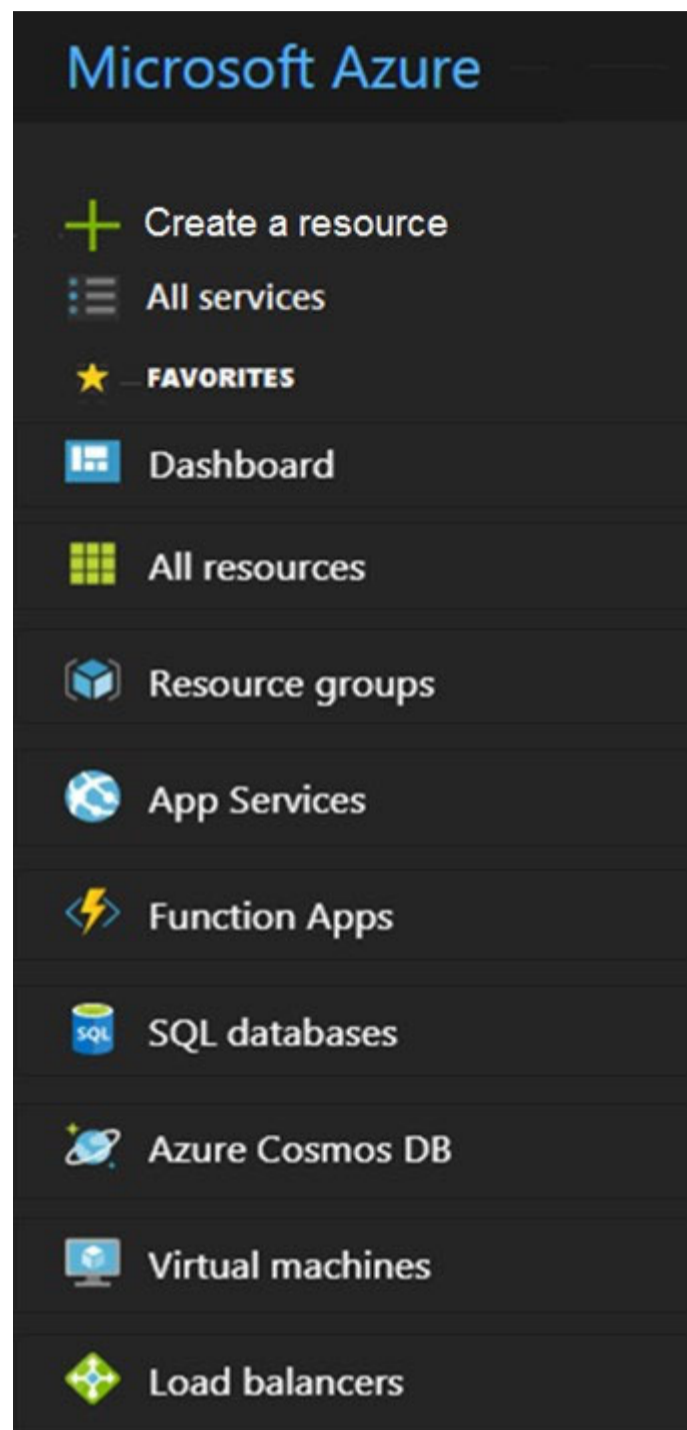 Microsoft Azure
Create a resource
All services
FAVORITES
Dashboard
All resources
Resource groups
App Services
Function Apps
SQL
SQL databases
Azure Cosmos DB
Virtual machines
Load balancers